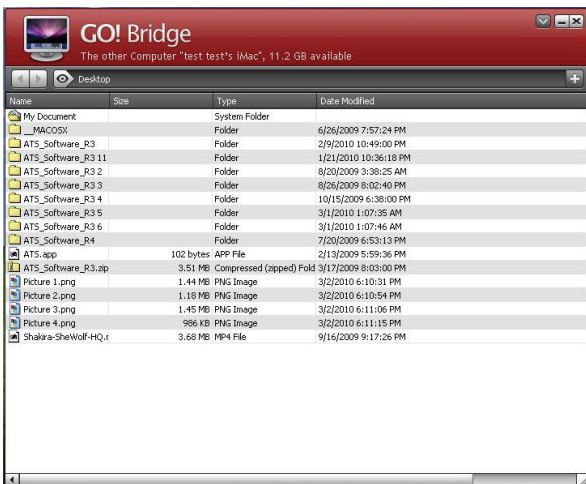 GO! Bridge
The other Computer "test test's iMac", 11.2 GB available
Desktop
Name Size Type Date Modified
My Document System Folder
__MACOSX Folder 6/26/2009 7:57:24 PM
ATS_Software_R3 Folder 2/9/2010 10:49:00 PM
ATS_Software_R3 11 Folder 1/21/2010 10:36:18 PM
ATS_Software_R3 2 Folder 8/20/2009 3:38:25 AM
ATS_Software_R3 3 Folder 8/26/2009 8:02:40 PM
ATS_Software_R3 4 Folder 10/15/2009 6:38:00 PM
ATS_Software_R3 5 Folder 3/1/2010 1:07:35 AM
ATS_Software_R3 6 Folder 3/1/2010 1:07:46 AM
ATS_Software_R4 Folder 7/20/2009 6:53:13 PM
ATS.app 102 bytes APP File 2/13/2009 5:59:36 PM
ATS_Software_R3.zip 3.51 MB Compressed (zipped) Fold 3/17/2009 8:03:00 PM
Picture 1.png 1.44 MB PNG Image 3/2/2010 6:10:31 PM
Picture 2.png 1.18 MB PNG Image 3/2/2010 6:10:54 PM
Picture 3.png 1.45 MB PNG Image 3/2/2010 6:11:06 PM
Picture 4.png 986 KB PNG Image 3/2/2010 6:11:15 PM
Shakira-SheWolf-HQ.r 3.68 MB MP4 File 9/16/2009 9:17:26 PM